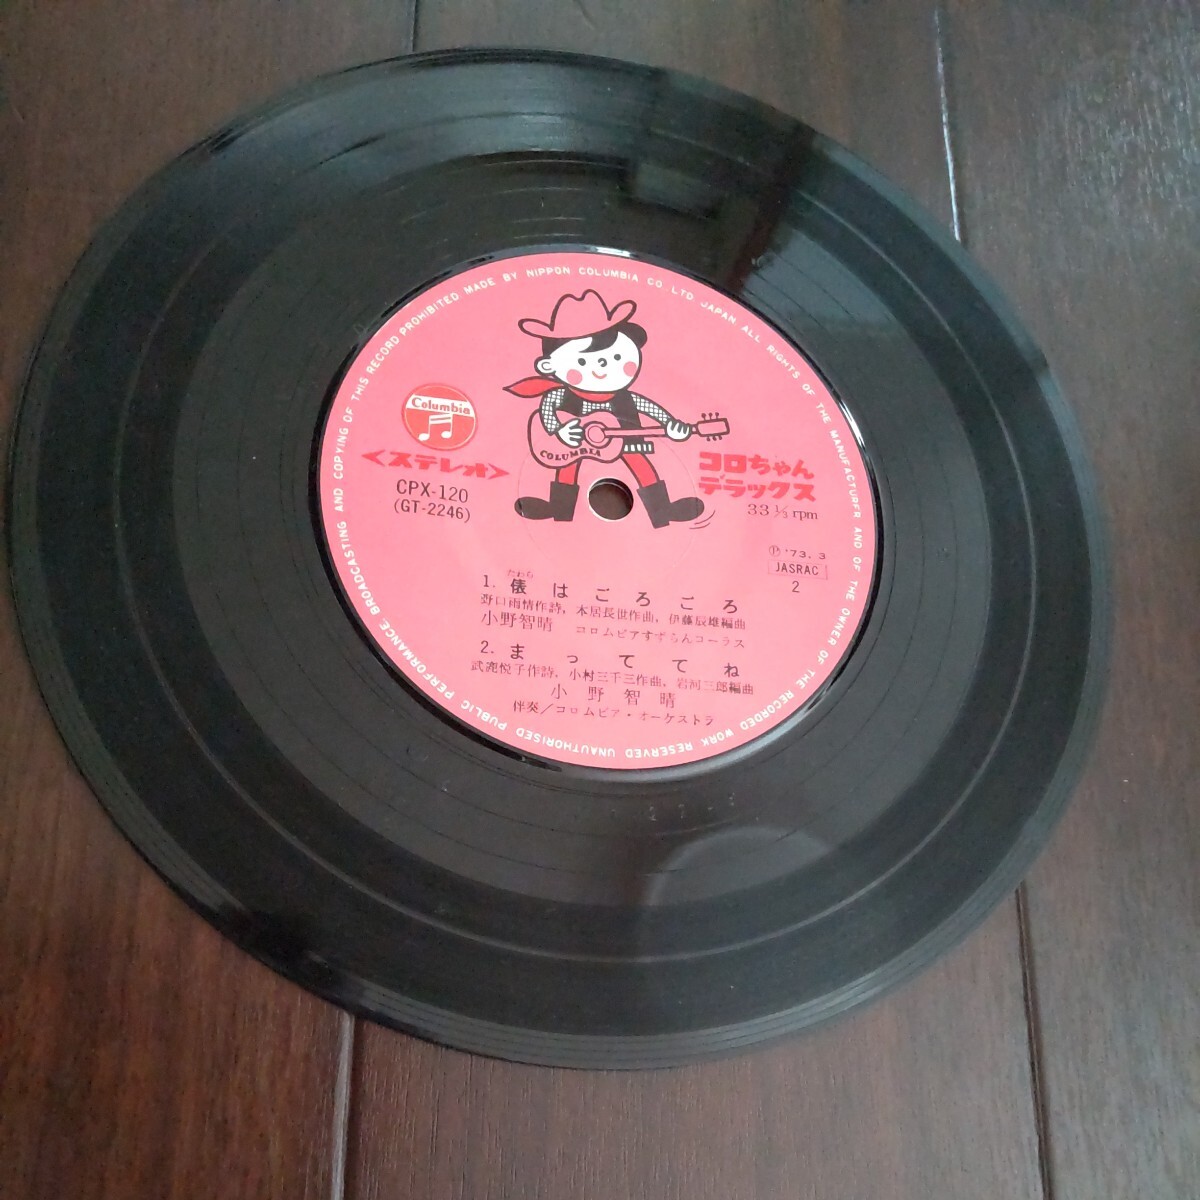 MADE BY NIPPON COLUMBIA CO., LTD. JAPAN ALL RIGHTS OF THE MANUFACTURER AND OF THE OWNER OF THE RECORDED WORK RESERVED UNAUTHORISED PUBLIC PERFORMANCE BROADCASTING AND COPYING OF THIS RECORD PROHIBITED
Columbia
COLUMBIA
<ステレオ>
CPX-120
(GT-2246)
コロちゃん
デラックス
33⅓rpm
Ⓟ '73. 3
JASRAC
2
たわら
1. 俵はごろごろ
野口雨情作詩, 本居長世作曲, 伊藤辰雄編曲
小野智晴 コロムビアすずらんコーラス
2. まっててね
武鹿悦子作詩, 小村三千三作曲, 岩河三郎編曲
小野智晴
伴奏/コロムビア・オーケストラ